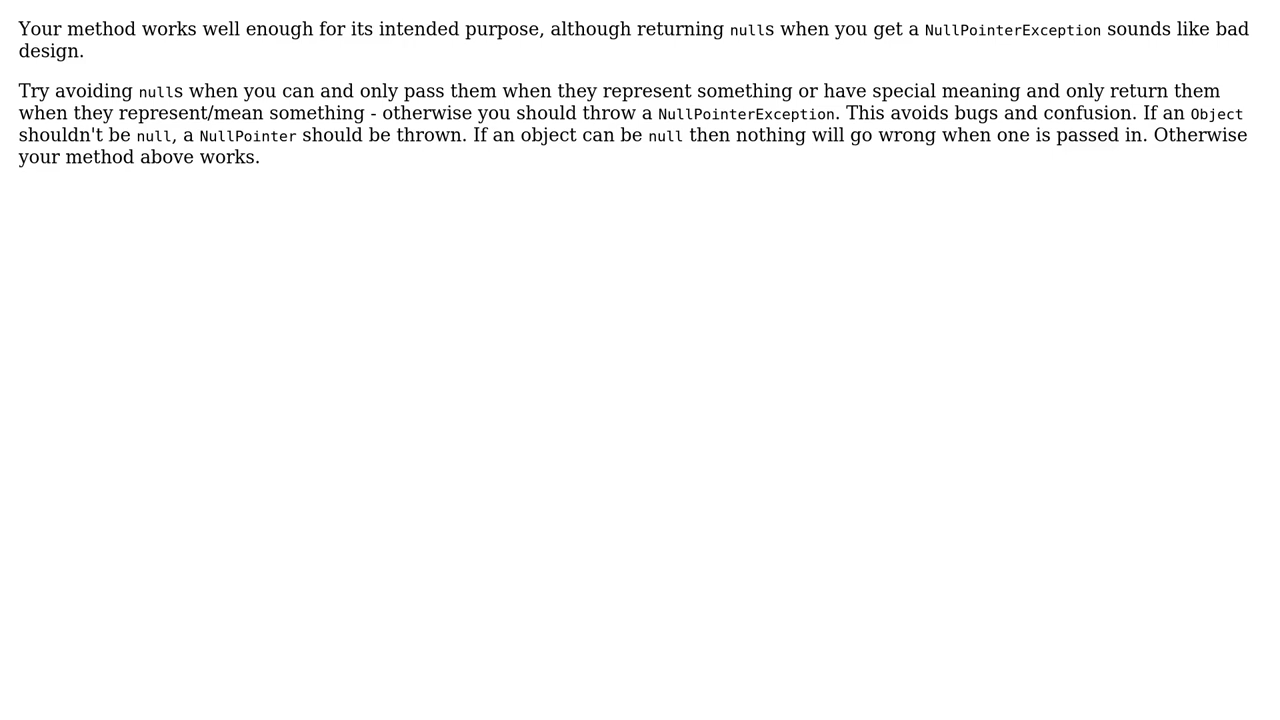 Your method works well enough for its intended purpose, although returning nulls when you get a NullPointerException sounds like bad
design.
Try avoiding nulls when you can and only pass them when they represent something or have special meaning and only return them
when they represent/mean something - otherwise you should throw a NullPointerException. This avoids bugs and confusion. If an Object
shouldn't be null, a NullPointer should be thrown. If an object can be null then nothing will go wrong when one is passed in. Otherwise
your method above works.